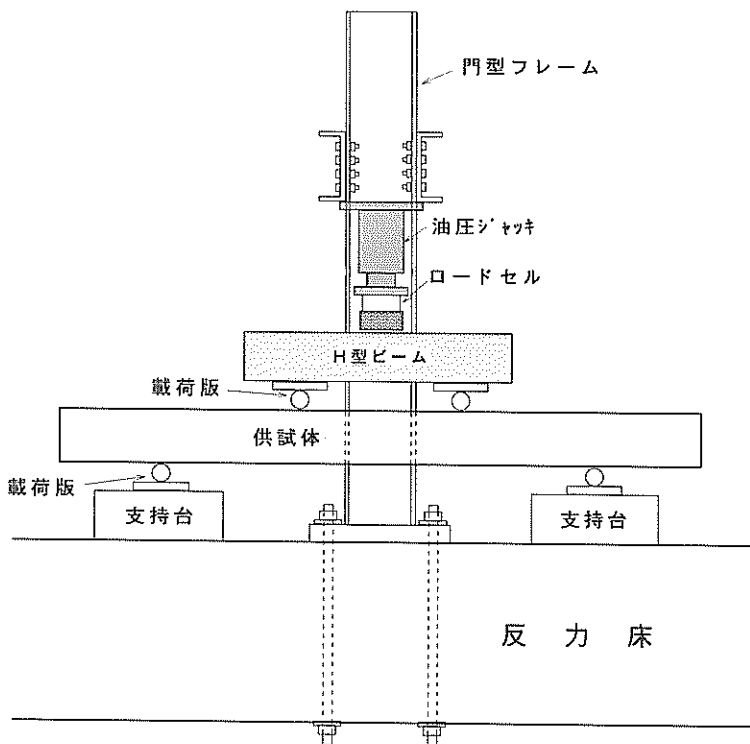 門型フレーム
油圧ジャッキ
ロードセル
H型ビーム
載荷版
供試体
載荷版
支持台
支持台
反力床